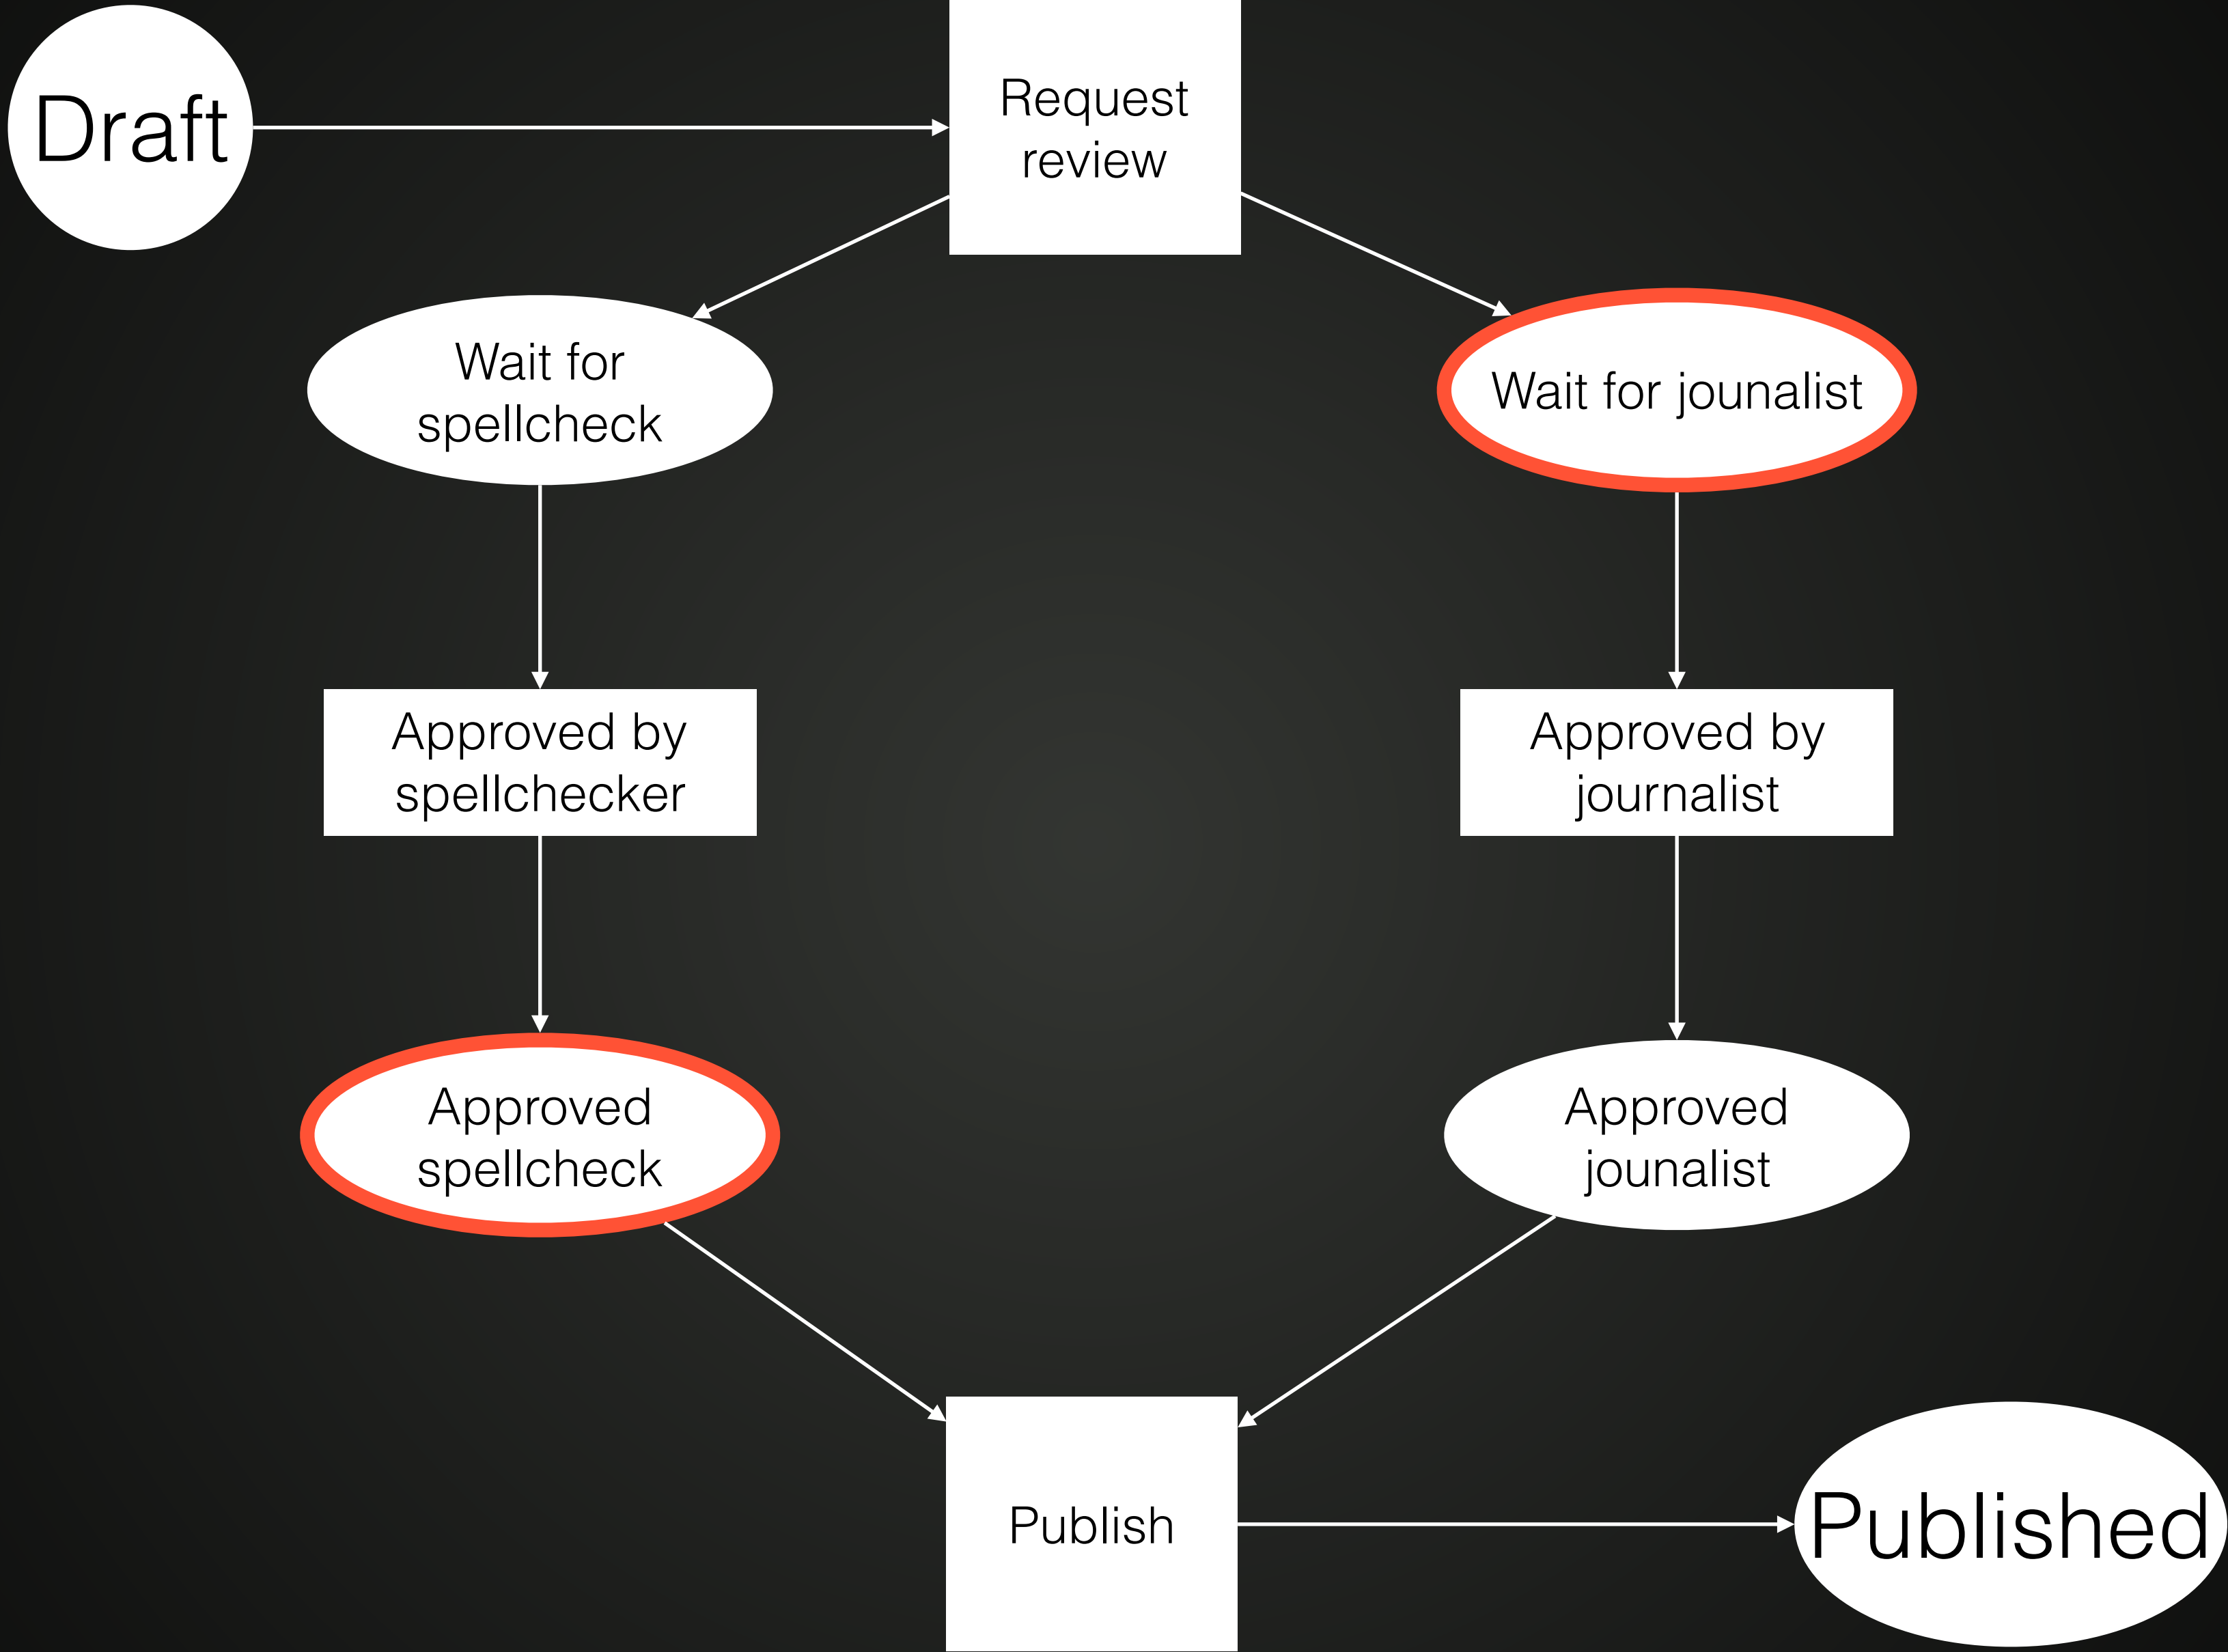 Draft
Request
review
Wait for
spellcheck
Wait for jounalist
Approved by
spellchecker
Approved by
journalist
Approved
spellcheck
Approved
jounalist
Publish
Published